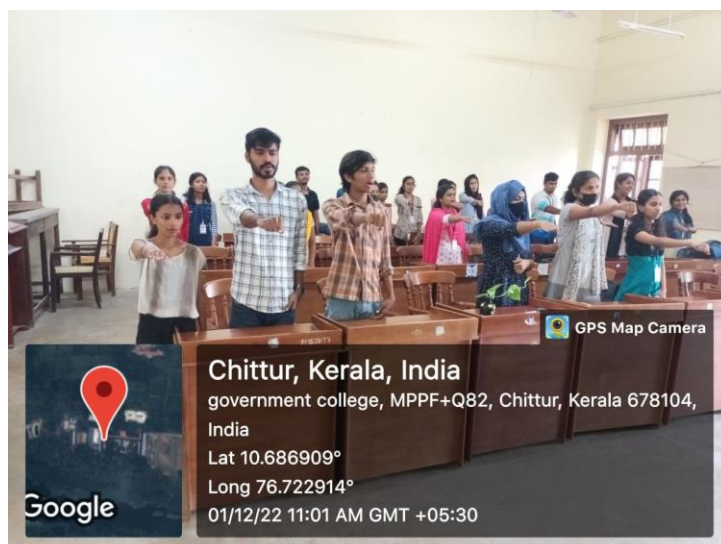 GPS Map Camera
Chittur, Kerala, India
government college, MPPF+Q82, Chittur, Kerala 678104,
India
Lat 10.686909°
Long 76.722914°
01/12/22 11:01 AM GMT +05:30
Google